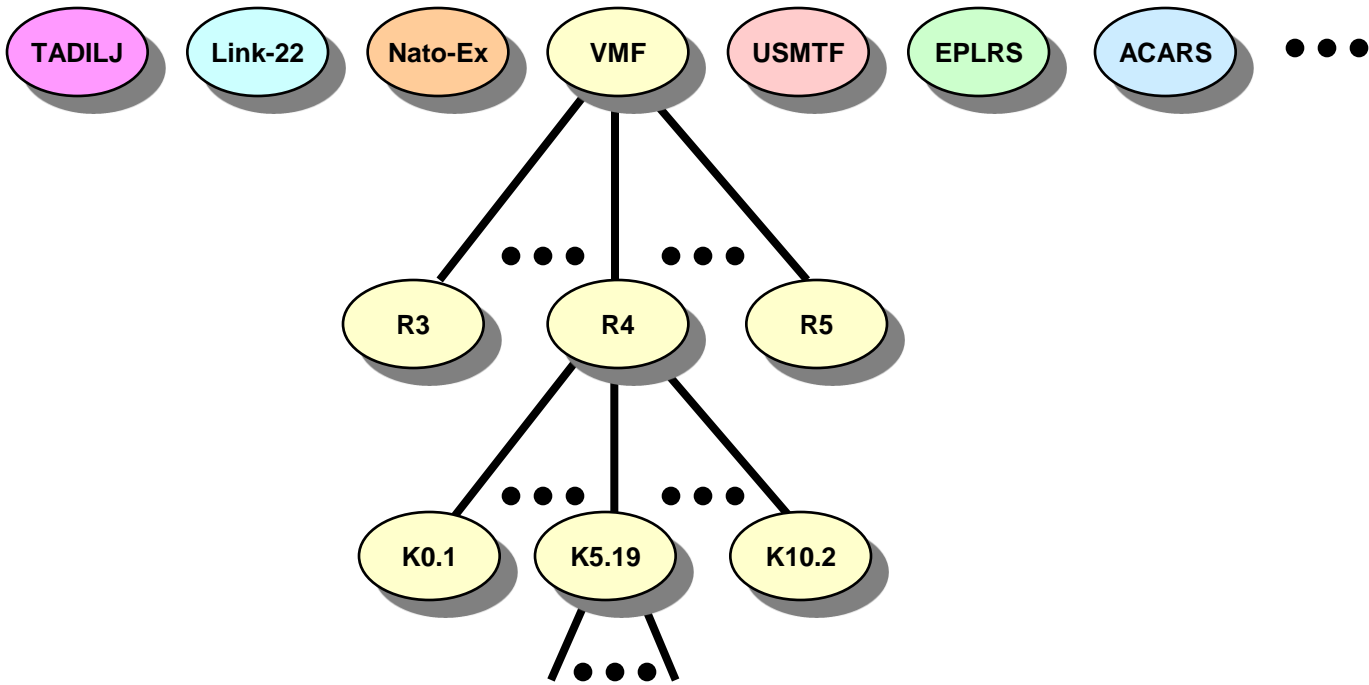 TADILJ
Link-22
Nato-Ex
VMF
USMTF
EPLRS
ACARS
R3
R4
R5
K0.1
K5.19
K10.2